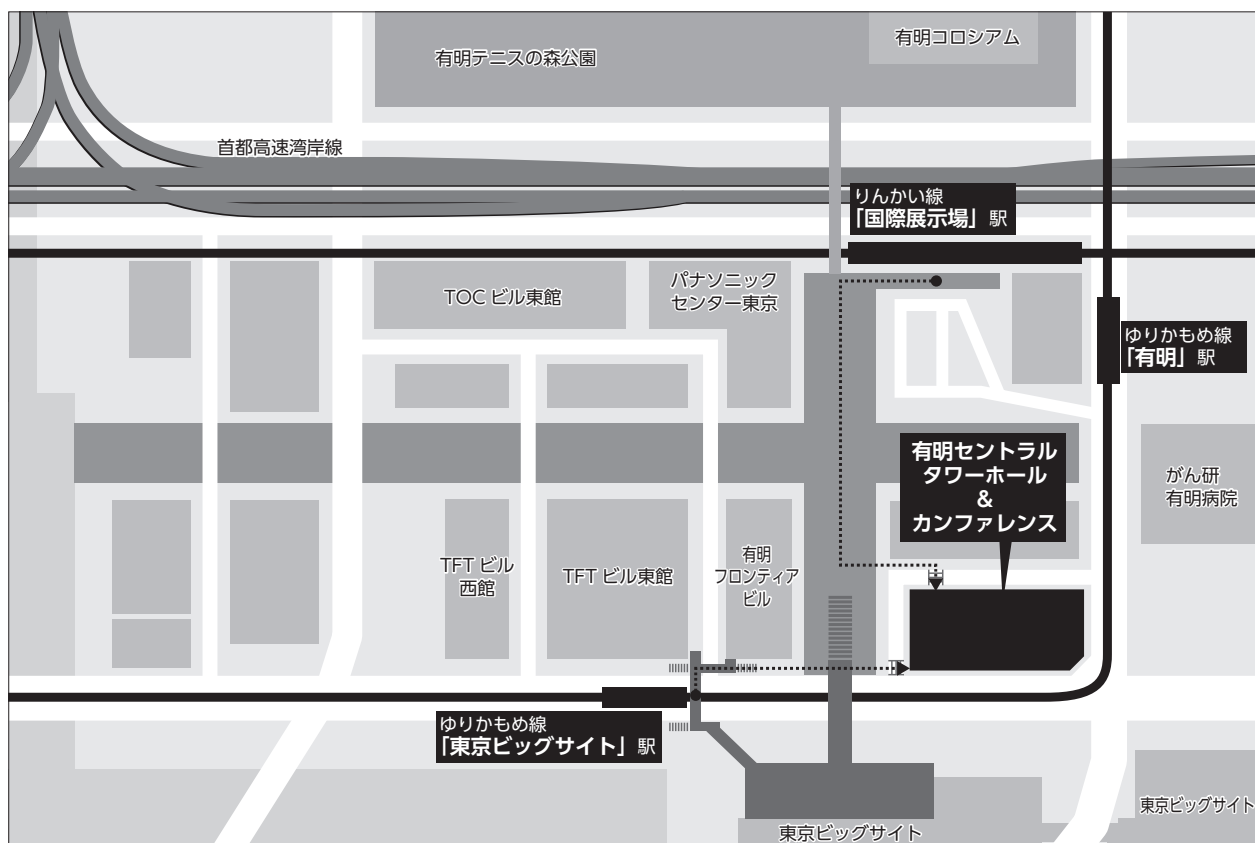 有明コロシアム
有明テニスの森公園
首都高速湾岸線
りんかい線
「国際展示場」駅
TOC ビル東館
パナソニック
センター東京
ゆりかもめ線
「有明」駅
有明セントラル
タワーホール
&
カンファレンス
がん研
有明病院
TFT ビル
西館
TFT ビル東館
有明
フロンティア
ビル
ゆりかもめ線
「東京ビッグサイト」駅
東京ビッグサイト
東京ビッグサイト